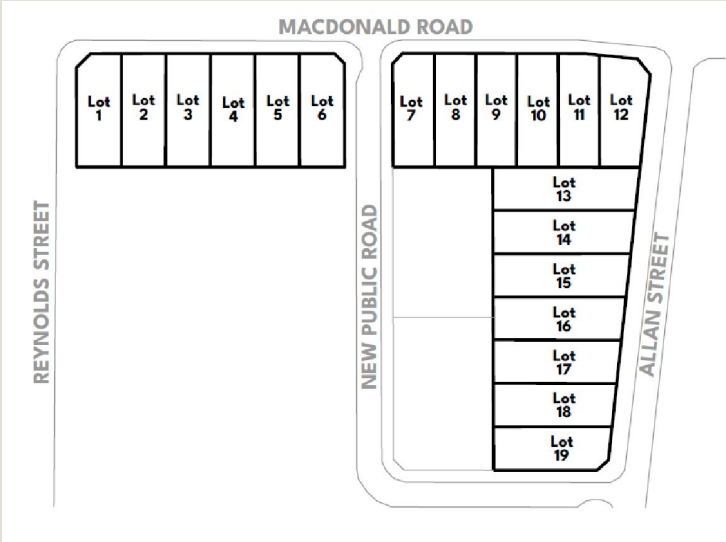 MACDONALD ROAD
Lot
1
Lot
2
Lot
3
Lot
4
Lot
5
Lot
6
Lot
7
Lot
8
Lot
9
Lot
10
Lot
11
Lot
12
Lot
13
Lot
14
Lot
15
Lot
16
Lot
17
Lot
18
Lot
19
REYNOLDS STREET
NEW PUBLIC ROAD
ALLAN STREET